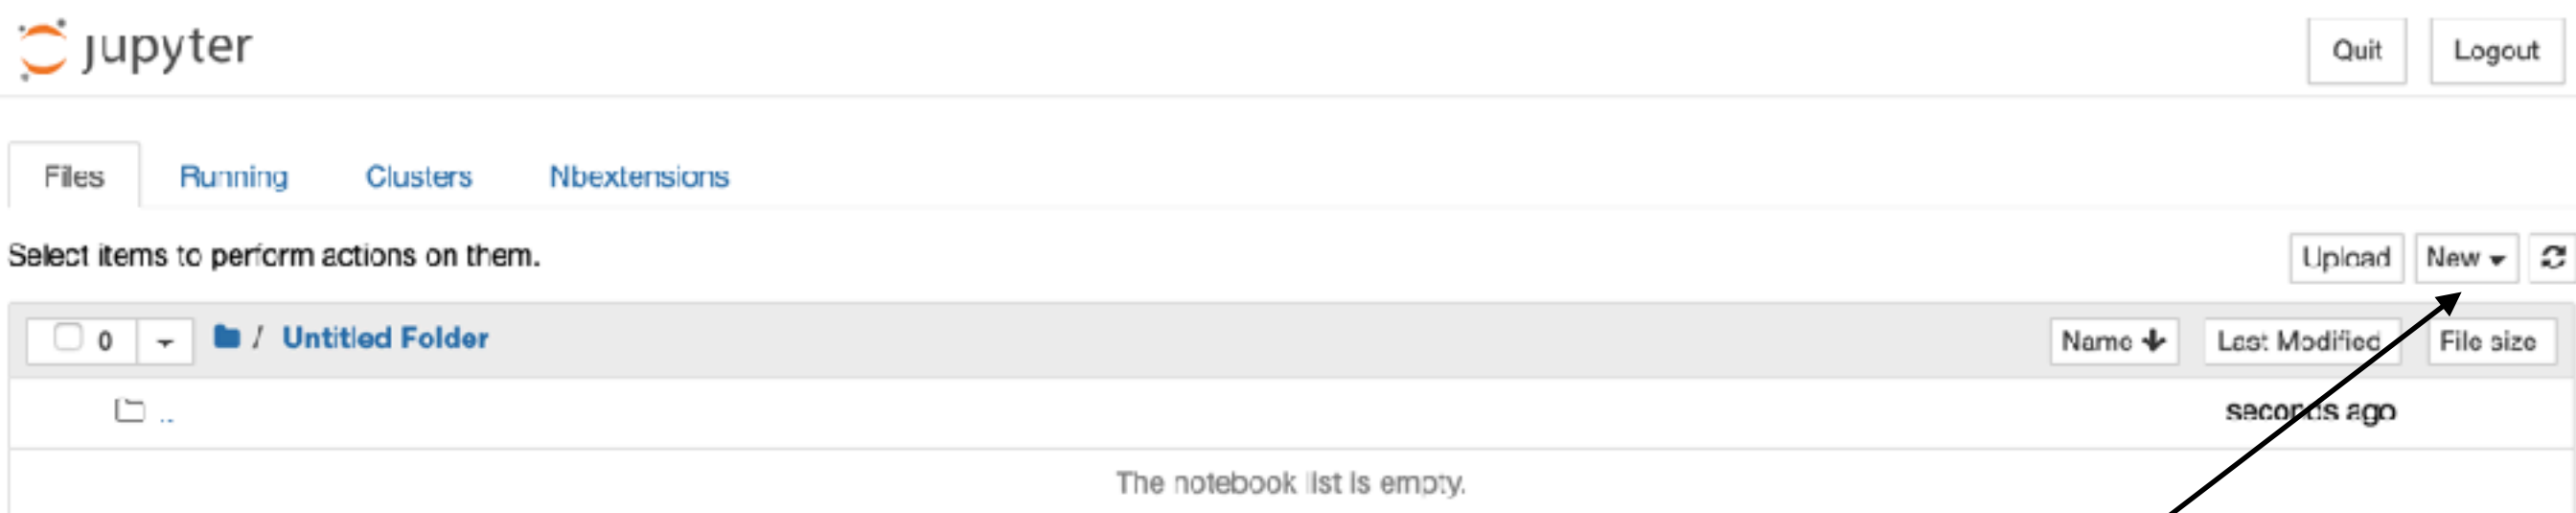 jupyter
Quit Logout
Files Running Clusters Nbextensions
Select items to perform actions on them.
Upload New
0 / Untitled Folder Name Last Modified File size
.. seconds ago
The notebook list is empty.